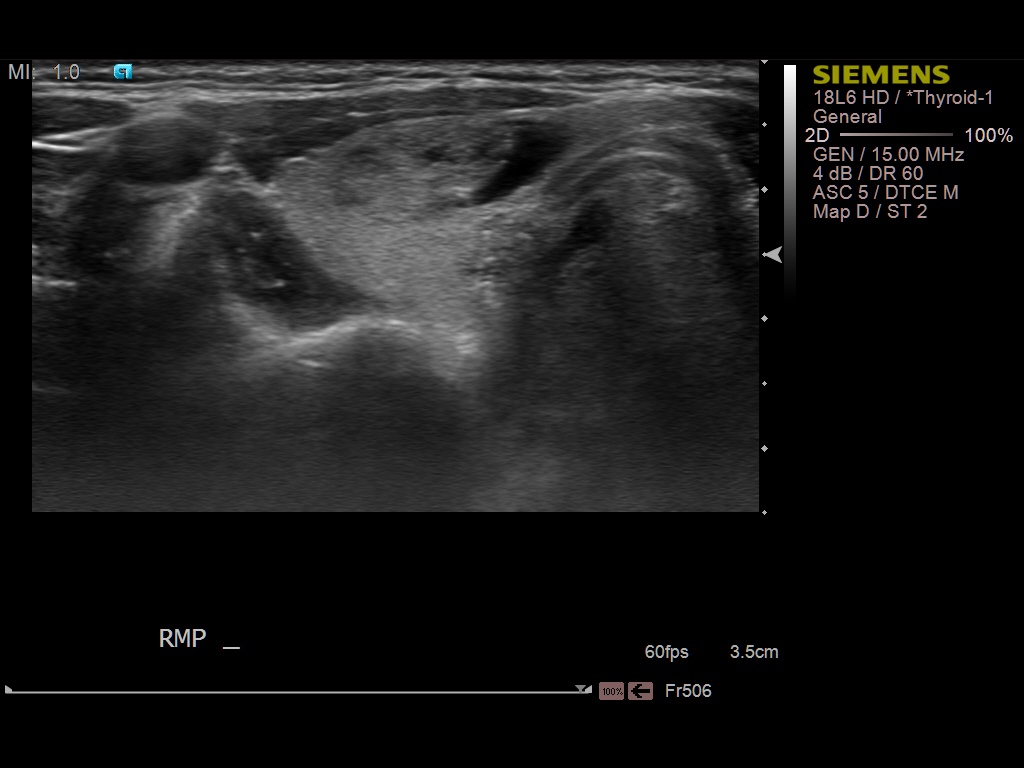 MI: 1.0
SIEMENS
18L6 HD / *Thyroid-1
General
2D 100%
GEN / 15.00 MHz
4 dB / DR 60
ASC 5 / DTCE M
Map D / ST 2
RMP _
60fps 3.5cm
100% Fr506